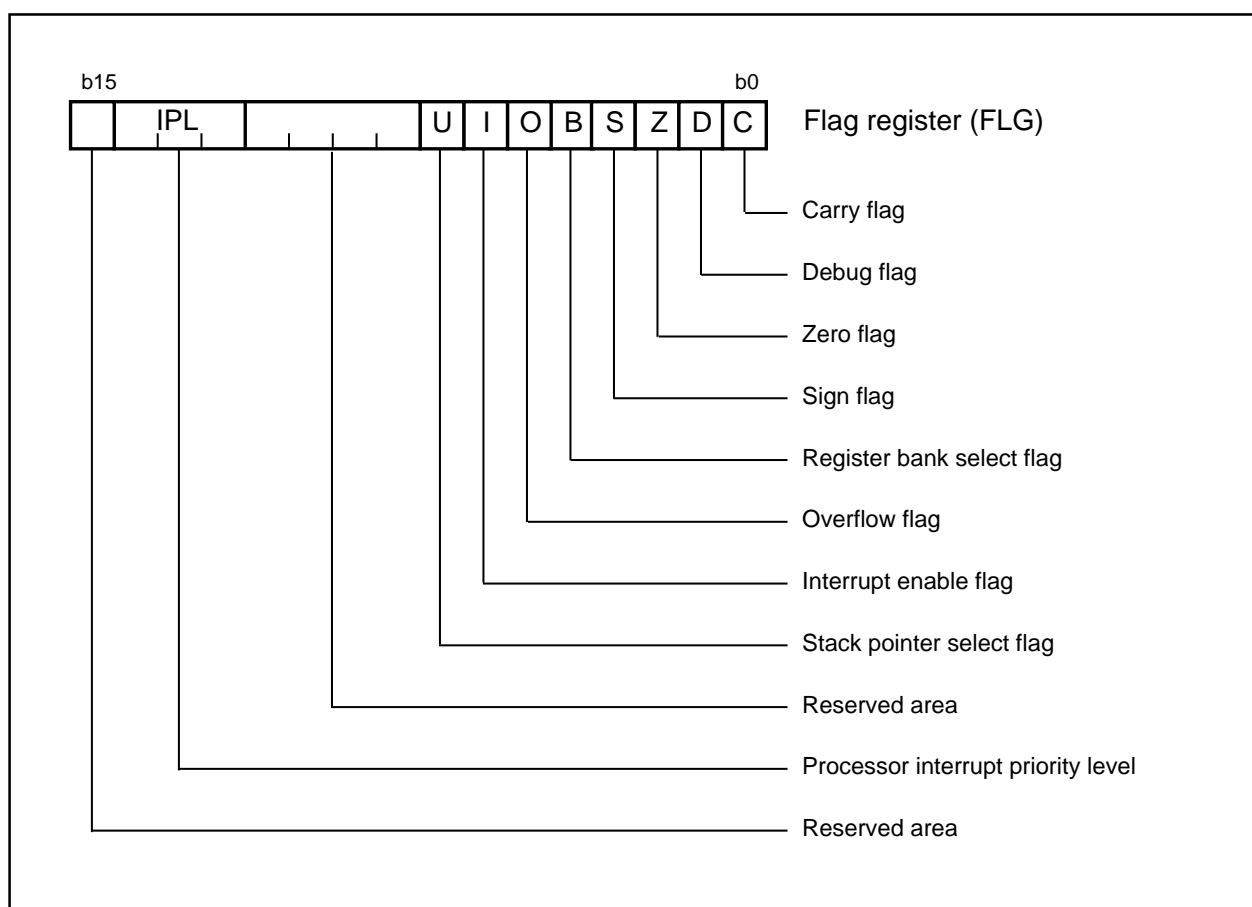 b15 b0
IPL U I O B S Z D C Flag register (FLG)
Carry flag
Debug flag
Zero flag
Sign flag
Register bank select flag
Overflow flag
Interrupt enable flag
Stack pointer select flag
Reserved area
Processor interrupt priority level
Reserved area